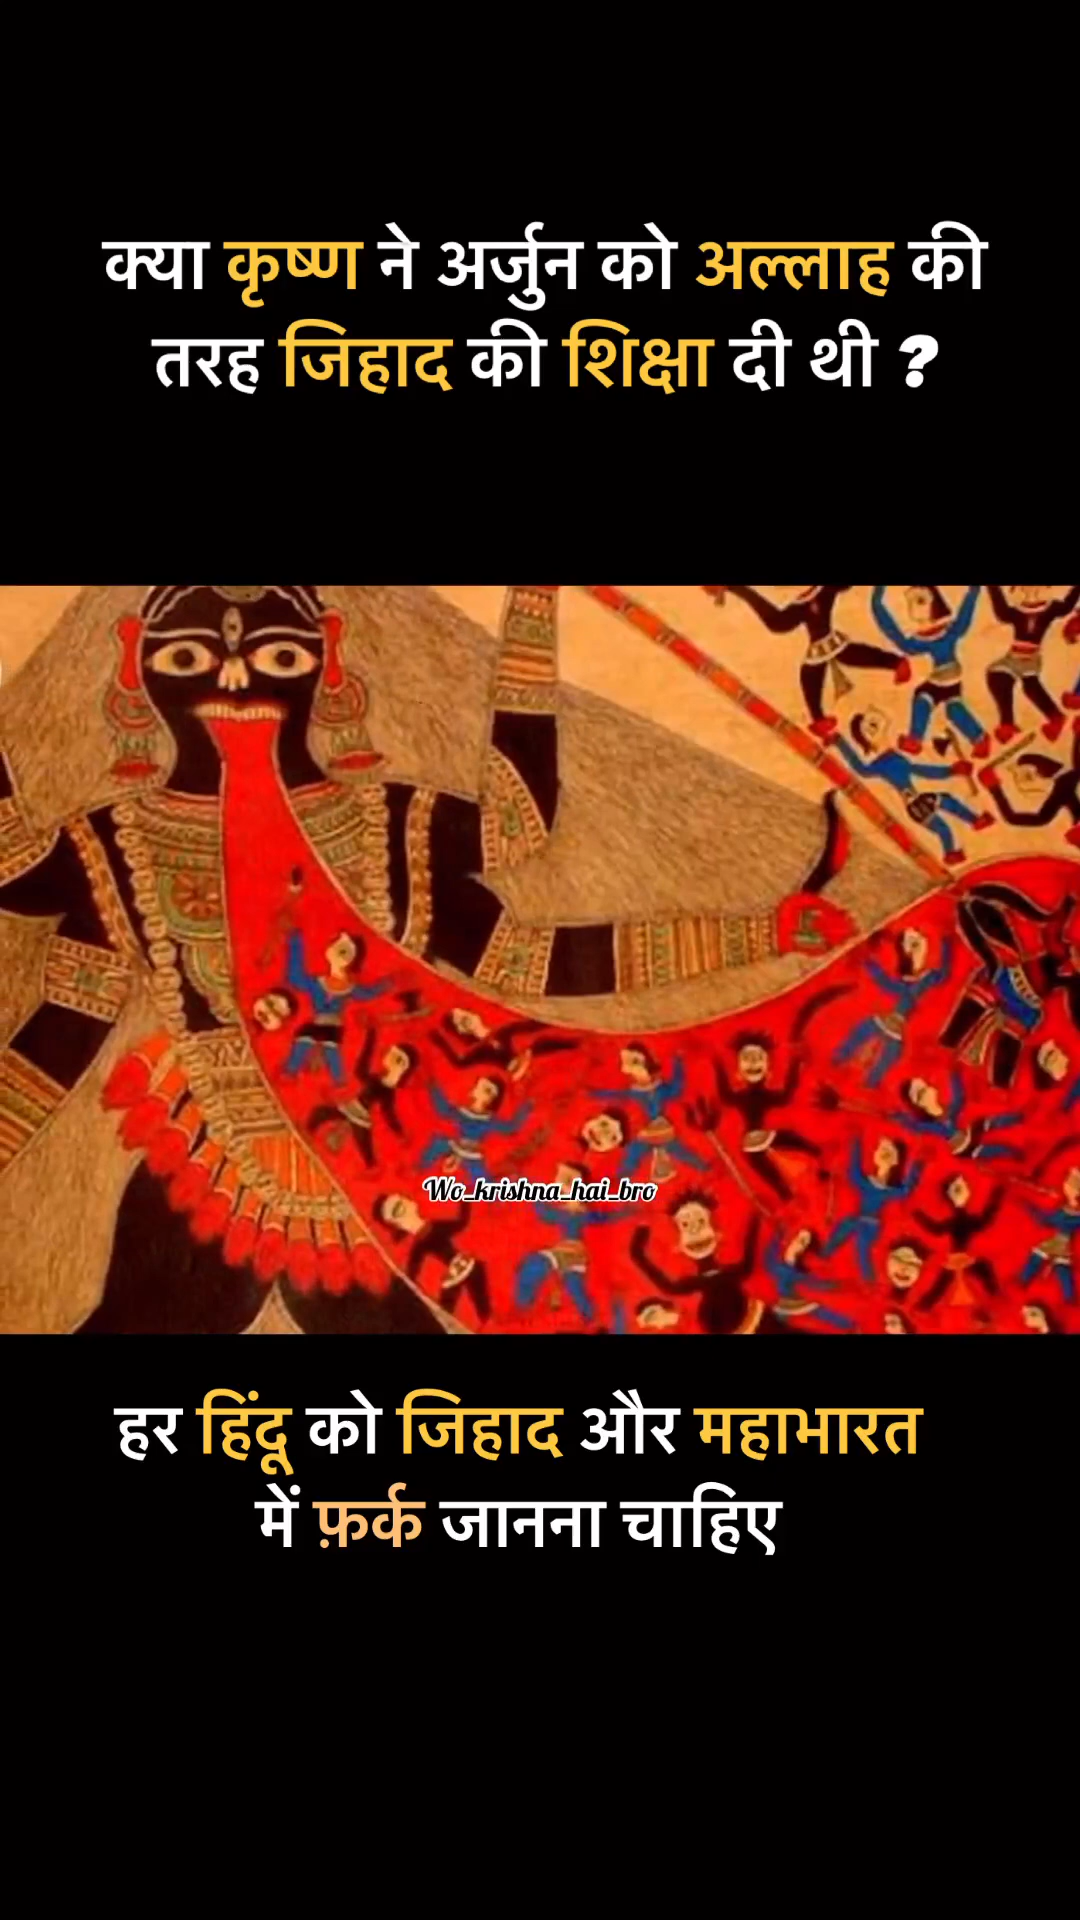 क्या कृष्ण ने अर्जुन को अल्लाह की
तरह जिहाद की शिक्षा दी थी ?
Wo_krishna_hai_bro
हर हिंदू को जिहाद और महाभारत
में फ़र्क जानना चाहिए